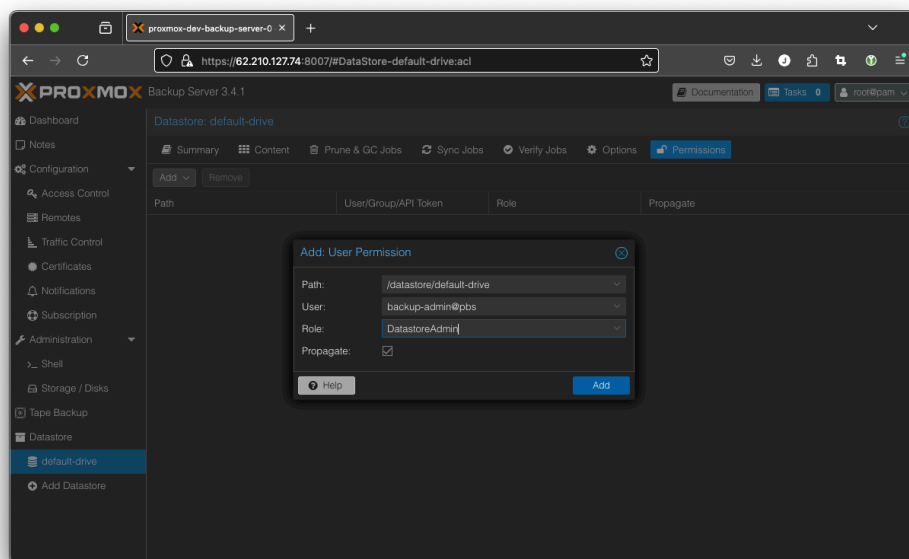 proxmox-dev-backup-server-0
https://62.210.127.74:8007/#DataStore-default-drive:acl
PROXMOX Backup Server 3.4.1
Documentation
Tasks 0
root@pam
Dashboard
Notes
Configuration
Access Control
Remotes
Traffic Control
Certificates
Notifications
Subscription
Administration
Shell
Storage / Disks
Tape Backup
Datastore
default-drive
Add Datastore
Datastore: default-drive
Summary Content Prune & GC Jobs Sync Jobs Verify Jobs Options Permissions
Add Remove
Path User/Group/API Token Role Propagate
Add: User Permission
Path: /datastore/default-drive
User: backup-admin@pbs
Role: DatastoreAdmin
Propagate:
Help Add